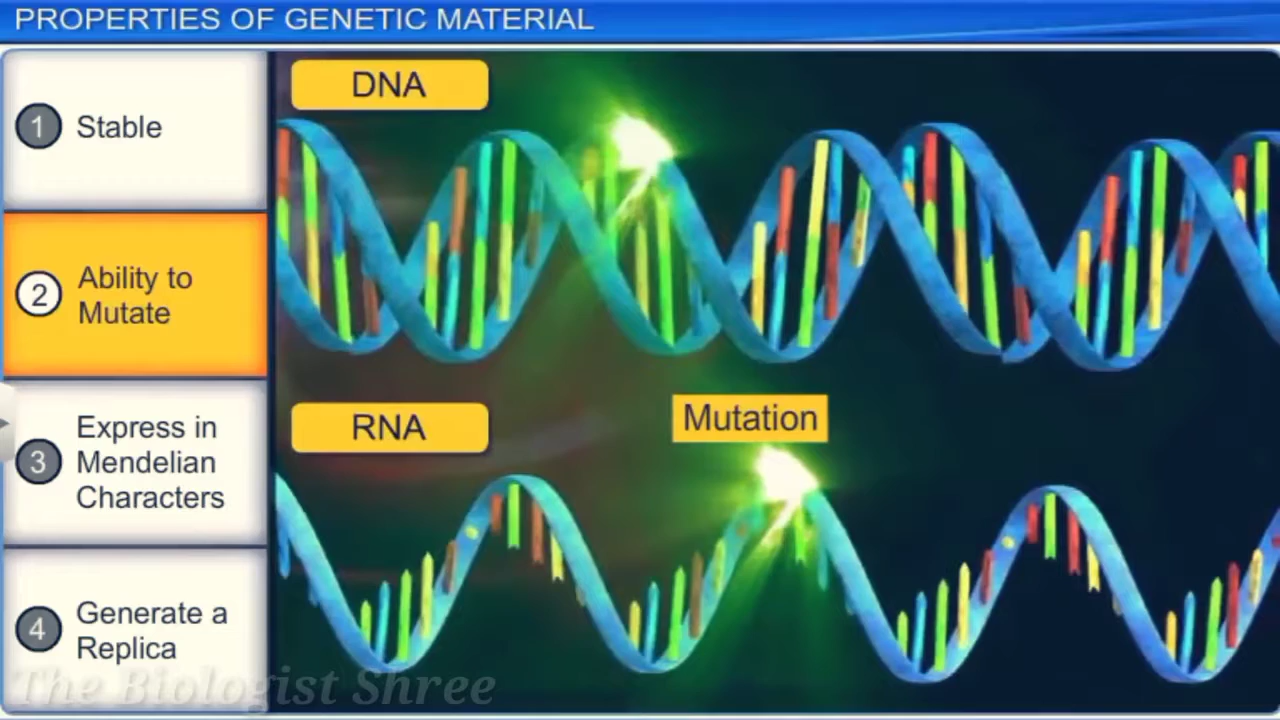 PROPERTIES OF GENETIC MATERIAL
1 Stable
2 Ability to
Mutate
3 Express in
Mendelian
Characters
4 Generate a
Replica
DNA
RNA
Mutation
The Biologist Shree